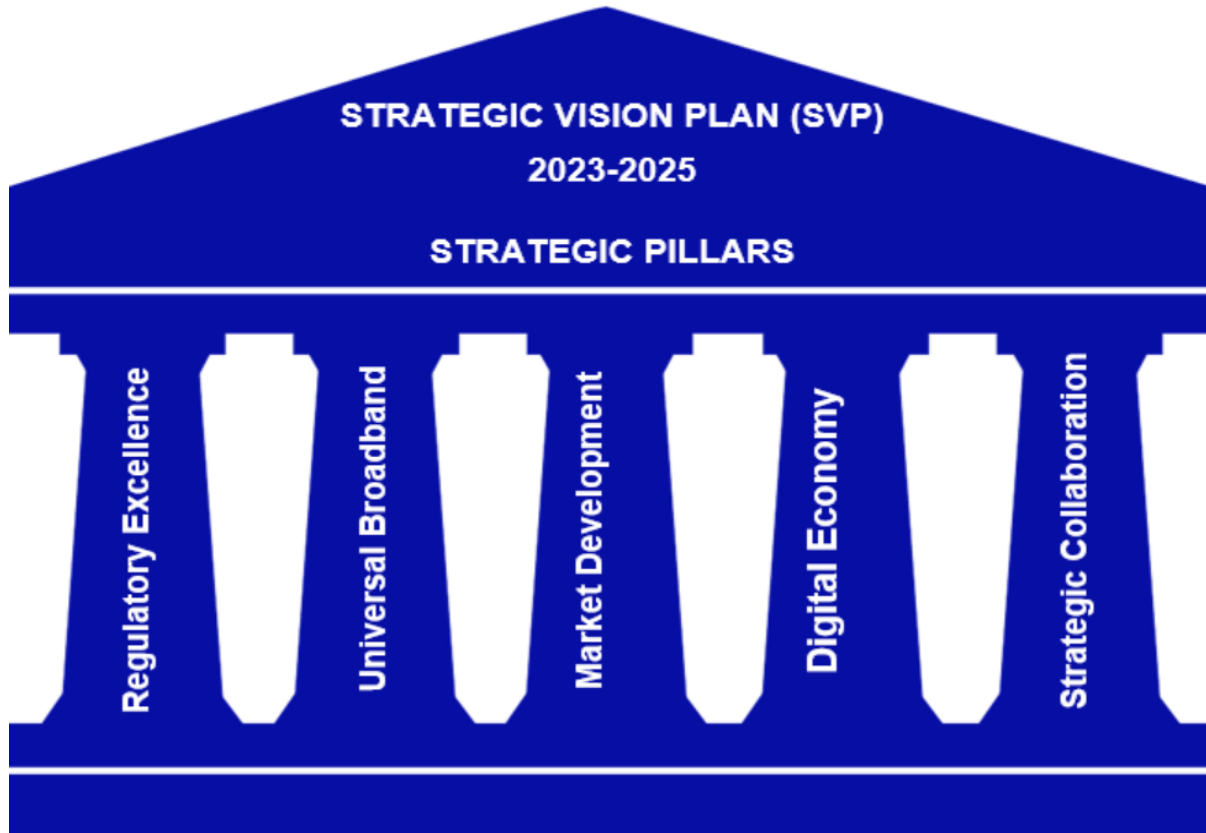 STRATEGIC VISION PLAN (SVP)
2023-2025
STRATEGIC PILLARS
Regulatory Excellence
Universal Broadband
Market Development
Digital Economy
Strategic Collaboration